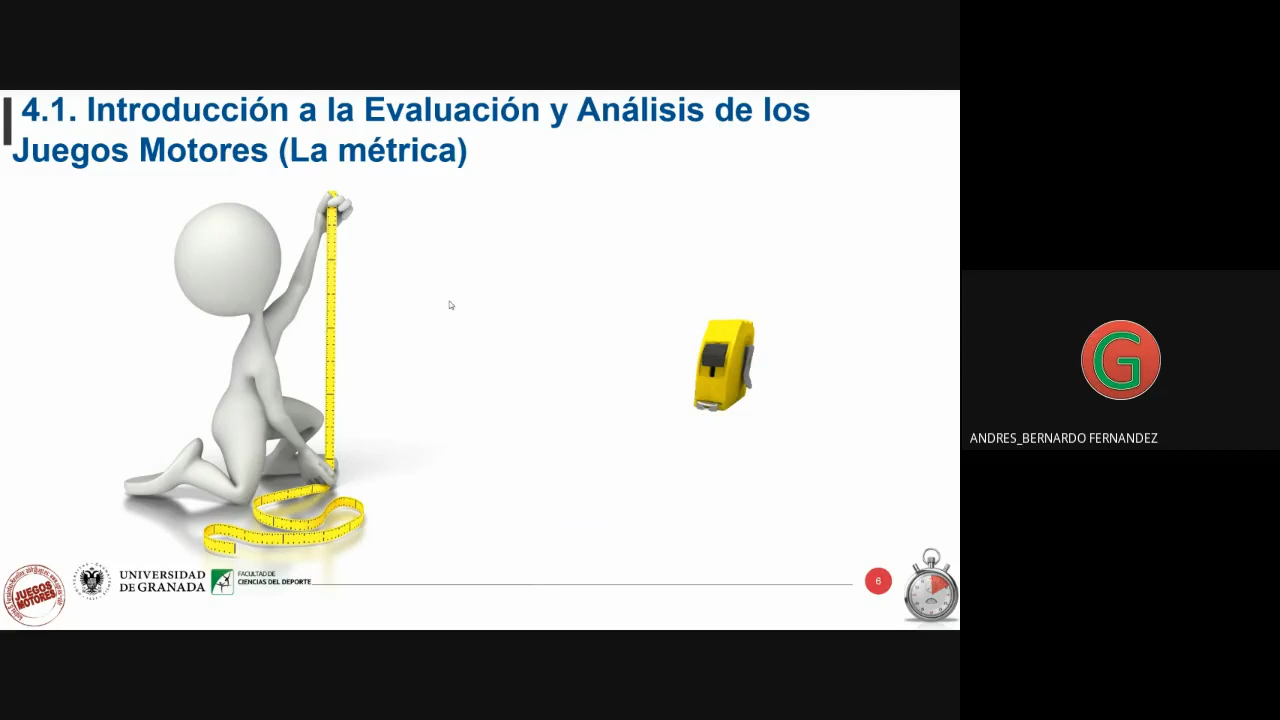 4.1. Introducción a la Evaluación y Análisis de los
Juegos Motores (La métrica)
JUEGOS
MOTORES
UNIVERSIDAD
DE GRANADA
FACULTAD DE
CIENCIAS DEL DEPORTE
6
G
ANDRES_BERNARDO FERNANDEZ